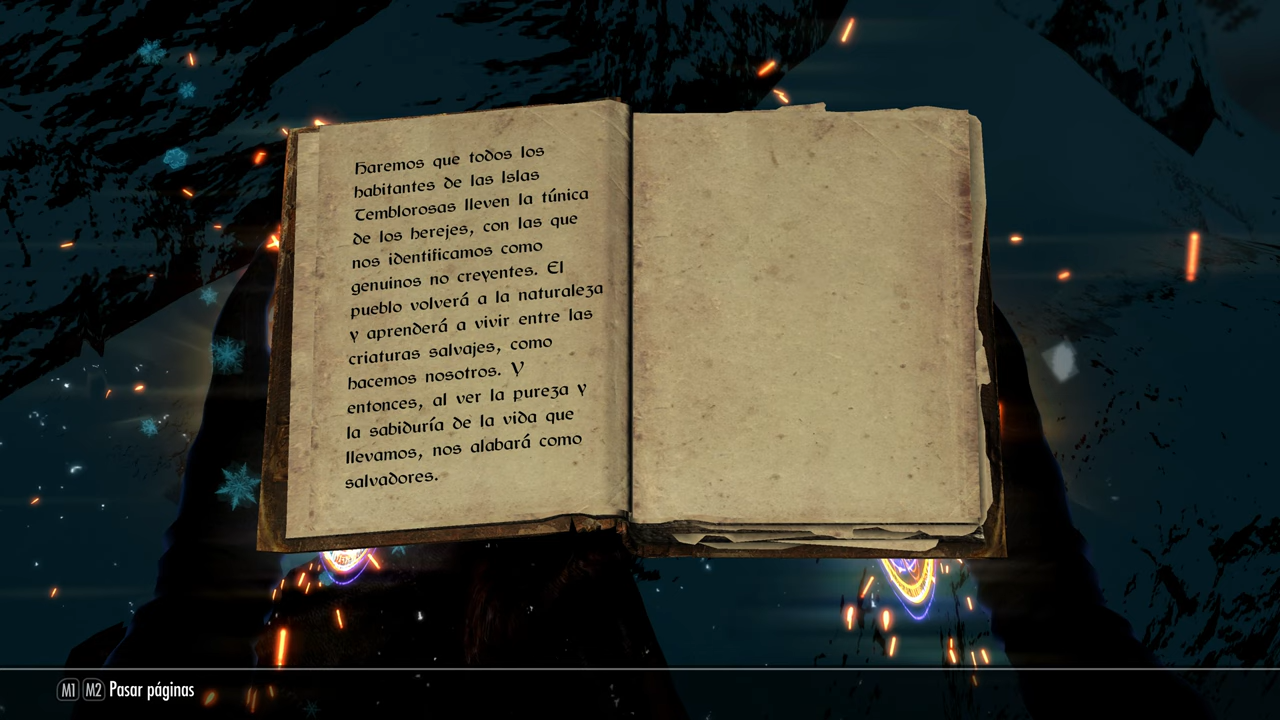 Haremos que todos los
habitantes de las Islas
Temblorosas lleven la túnica
de los herejes, con las que
nos identificamos como
genuinos no creyentes. El
pueblo volverá a la naturaleza
y aprenderá a vivir entre las
criaturas salvajes, como
hacemos nosotros. Y
entonces, al ver la pureza y
la sabiduría de la vida que
llevamos, nos alabará como
salvadores.
M1 M2 Pasar páginas